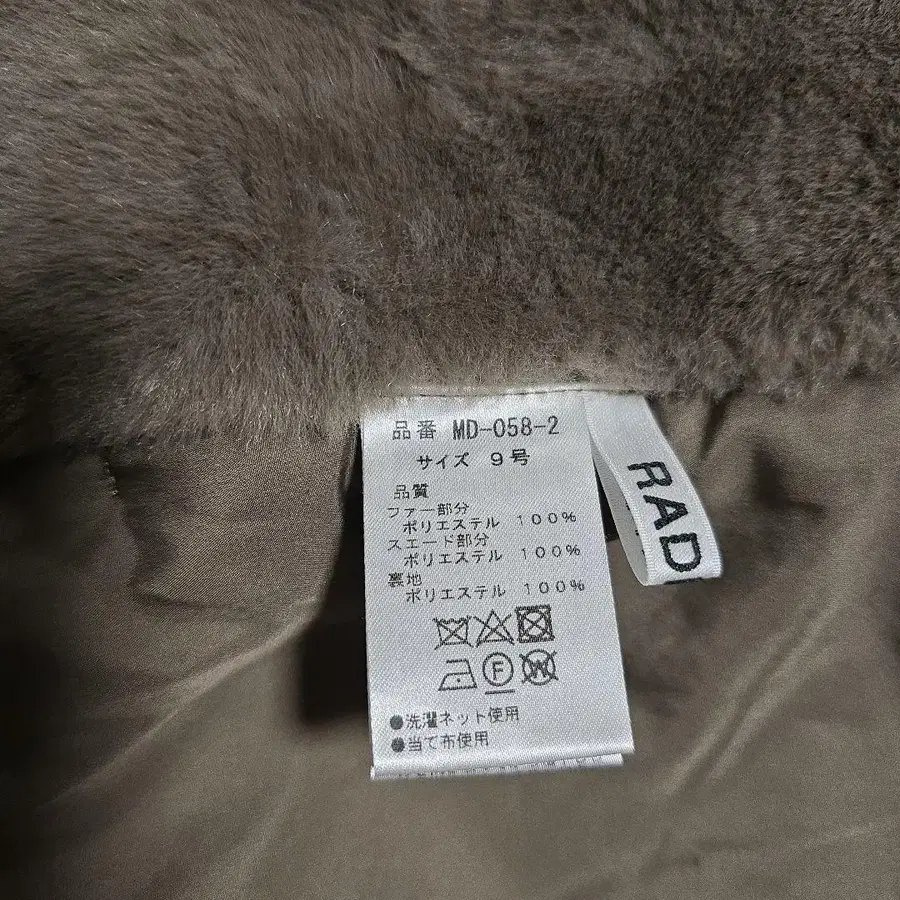 品番 MD-058-2
サイズ 9号
品質
ファー部分
ポリエステル 100%
スエード部分
ポリエステル 100%
裏地
ポリエステル 100%
F
W
●洗濯ネット使用
●当て布使用
RAD